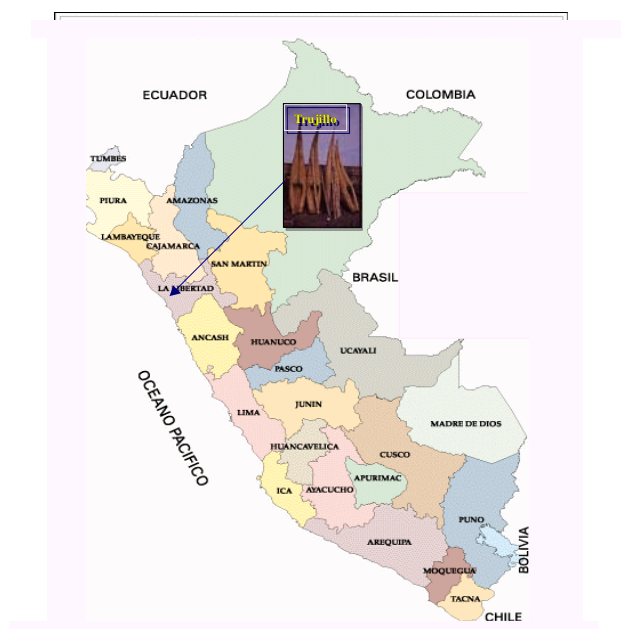 ECUADOR
COLOMBIA
Trujillo
TUMBES
PIURA
AMAZONAS
LAMBAYEQUE
CAJAMARCA
SAN MARTIN
BRASIL
LA LIBERTAD
ANCASH
HUANUCO
UCAYALI
PASCO
OCEANO PACIFICO
LIMA
JUNIN
MADRE DE DIOS
HUANCAVELICA
CUSCO
APURIMAC
ICA
AYACUCHO
PUNO
AREQUIPA
BOLIVIA
MOQUEGUA
TACNA
CHILE